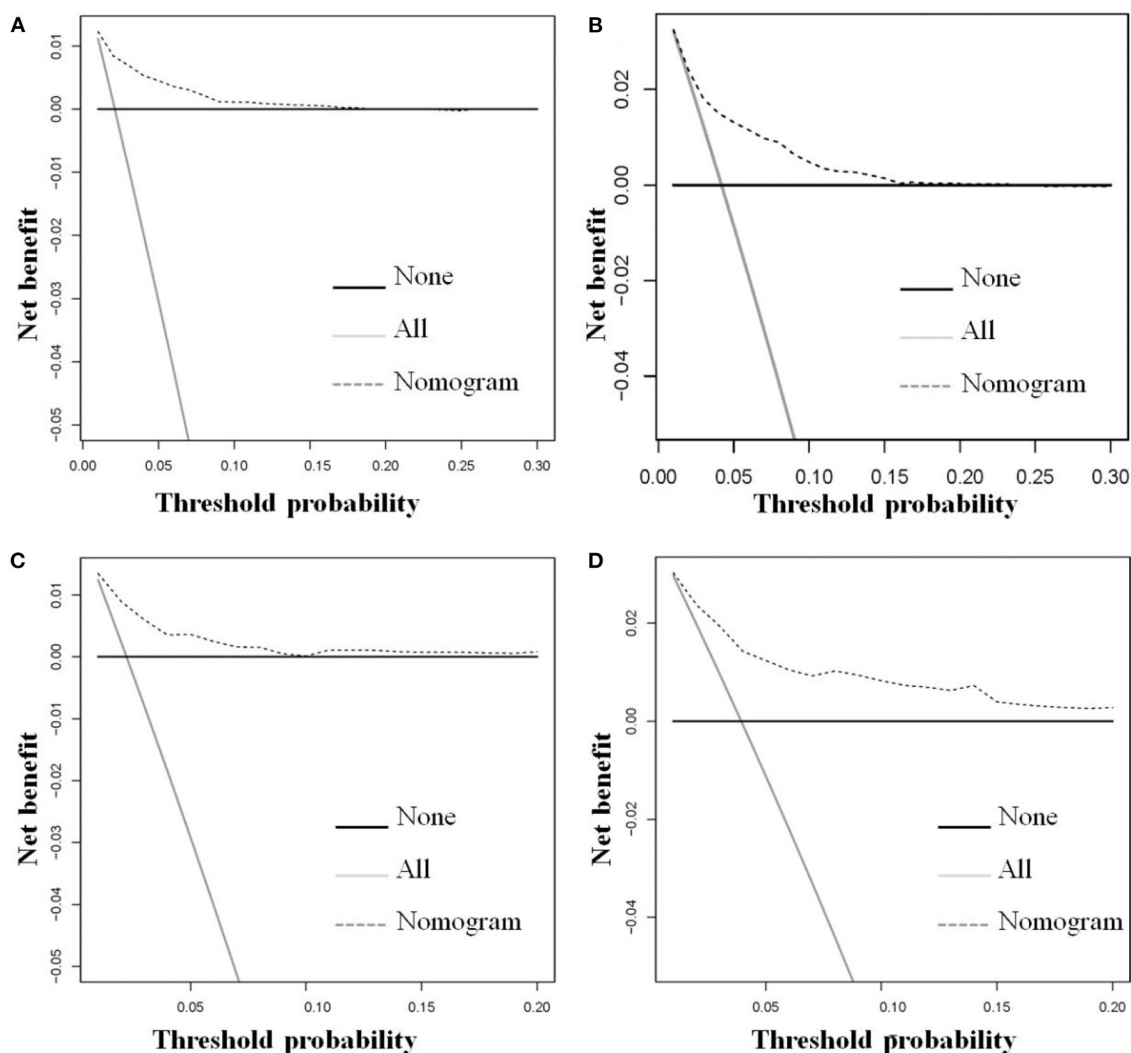 A
0.01
0.00
−0.01
−0.02
−0.03
−0.04
−0.05
Net benefit
None
All
Nomogram
0.00 0.05 0.10 0.15 0.20 0.25 0.30
Threshold probability
B
0.02
0.00
−0.02
−0.04
Net benefit
None
All
Nomogram
0.00 0.05 0.10 0.15 0.20 0.25 0.30
Threshold probability
C
0.01
0.00
−0.01
−0.02
−0.03
−0.04
−0.05
Net benefit
None
All
Nomogram
0.05 0.10 0.15 0.20
Threshold probability
D
0.02
0.00
−0.02
−0.04
Net benefit
None
All
Nomogram
0.05 0.10 0.15 0.20
Threshold probability